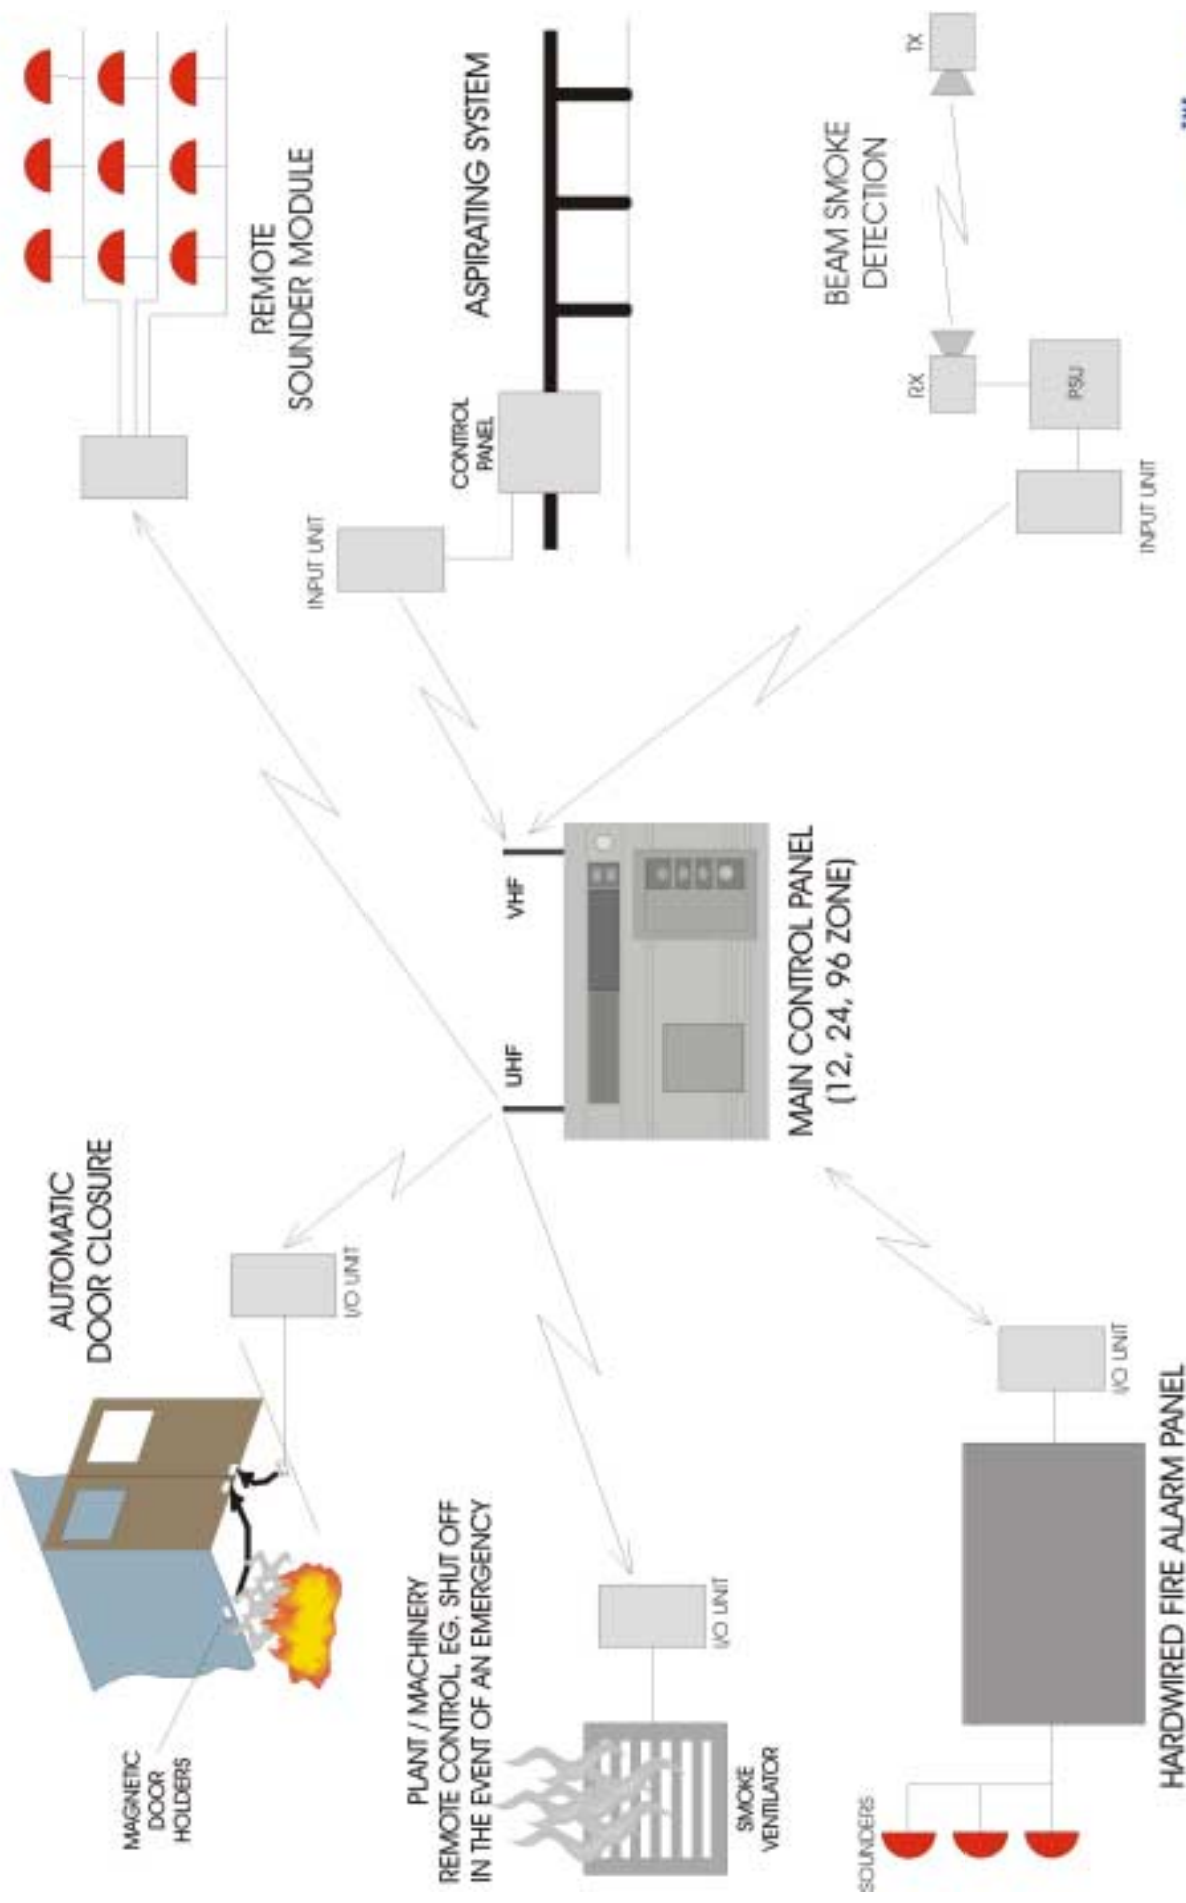 AUTOMATIC
DOOR CLOSURE
MAGNETIC
DOOR
HOLDERS
I/O UNIT
REMOTE
SOUNDER MODULE
PLANT / MACHINERY
REMOTE CONTROL, EG. SHUT OFF
IN THE EVENT OF AN EMERGENCY
I/O UNIT
SMOKE
VENTILATOR
UHF
VHF
MAIN CONTROL PANEL
(12, 24, 96 ZONE)
INPUT UNIT
CONTROL
PANEL
ASPIRATING SYSTEM
SOUNDERS
I/O UNIT
HARDWIRED FIRE ALARM PANEL
BEAM SMOKE
DETECTION
RX
TX
PSU
INPUT UNIT